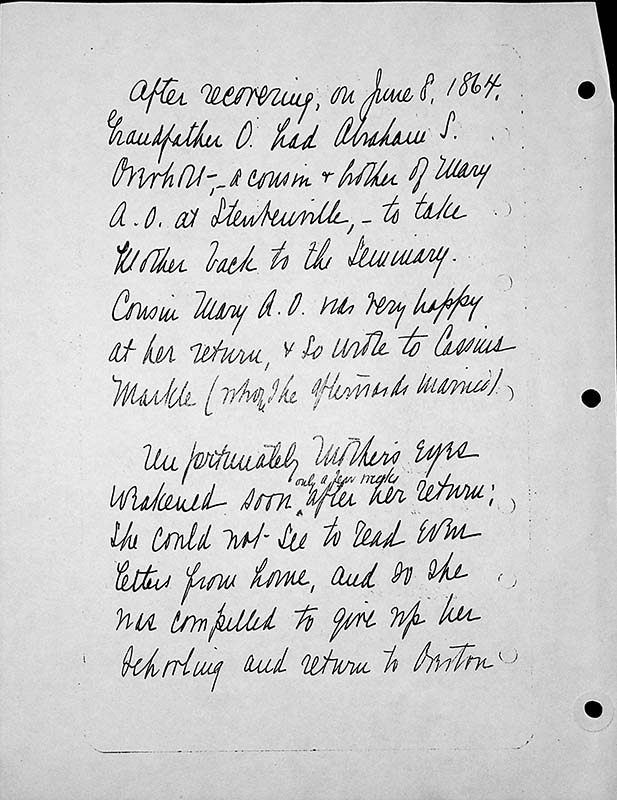 After recovering, on June 8, 1864,
Grandfather O. had Abraham S.
Overholt, - a cousin & brother of Mary
A. O. at Steubenville, - to take
Mother back to the Seminary.
Cousin Mary A. O. was very happy
at her return, & so wrote to Cassius
Markle (whom she afterwards married).
Unfortunately Mother's eyes
only a few weeks
weakened soon ^ after her return;
she could not see to read even
letters from home, and so she
was compelled to give up her
schooling and return to Overton